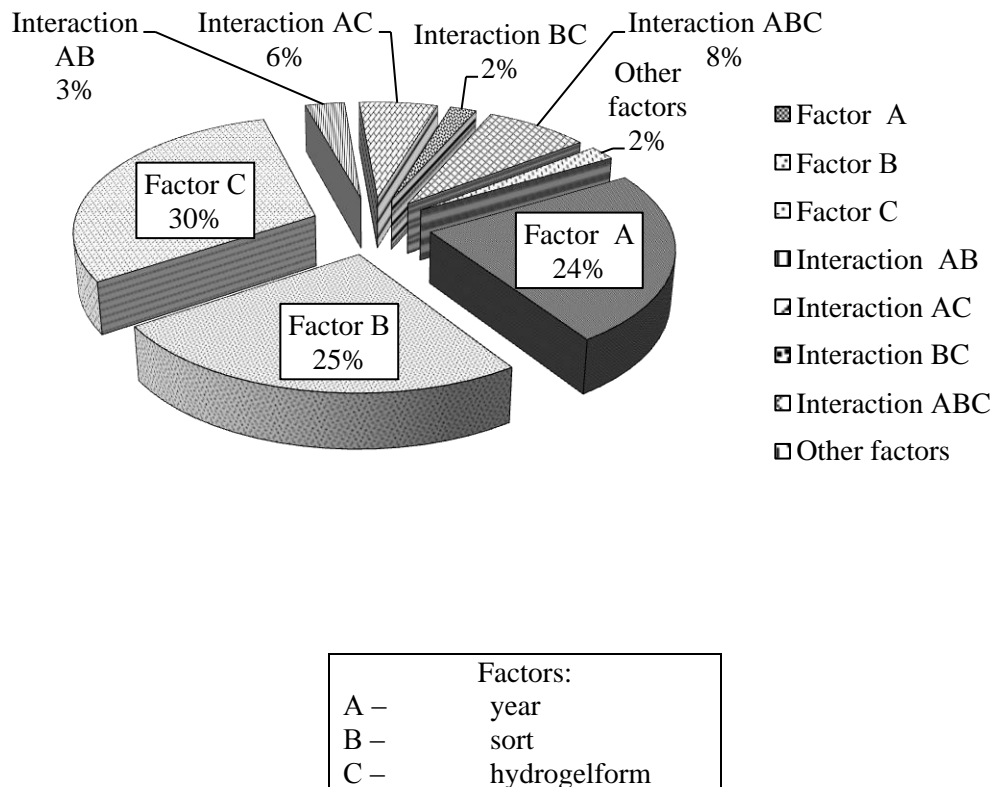 Interaction
AB
3%
Interaction AC
6%
Interaction BC
2%
Interaction ABC
8%
Other
factors
2%
Factor C
30%
Factor A
24%
Factor B
25%
Factor A
Factor B
Factor C
Interaction AB
Interaction AC
Interaction BC
Interaction ABC
Other factors
Factors:
A – year
B – sort
C – hydrogelform